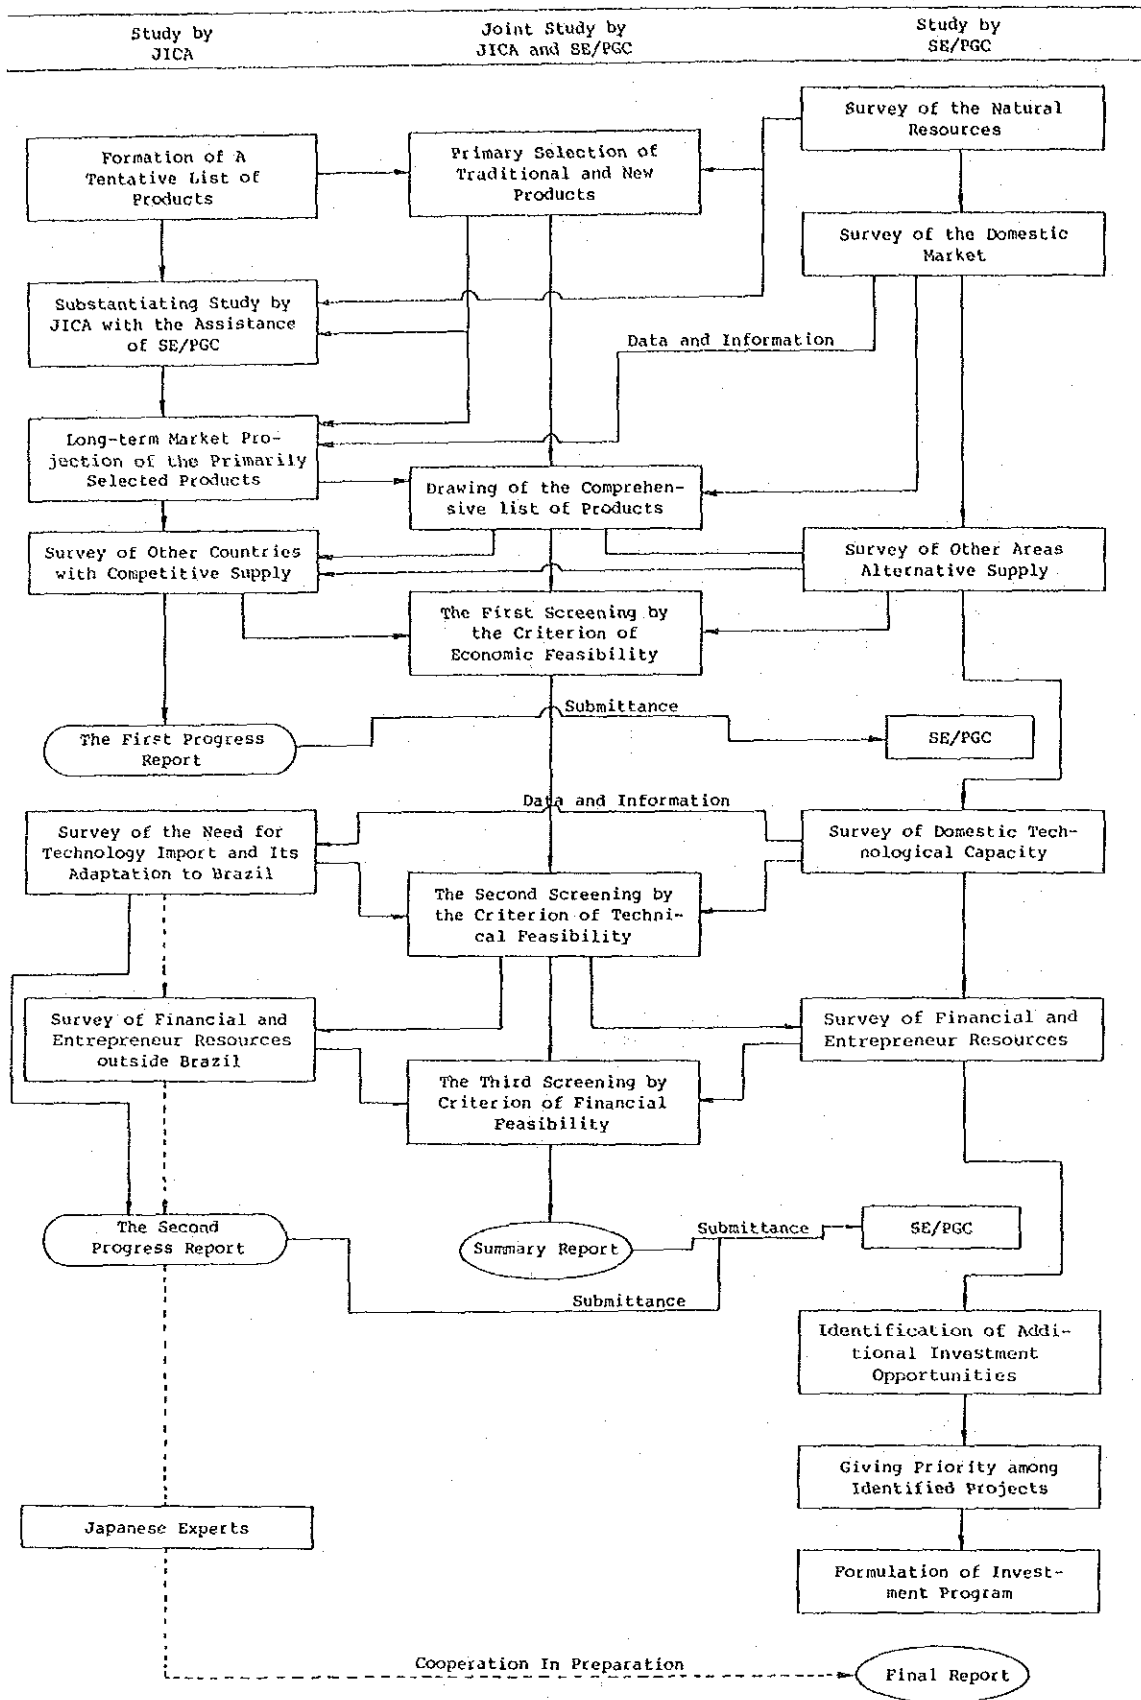 Study by
JICA
Joint Study by
JICA and SE/PGC
Study by
SE/PGC
Survey of the Natural
Resources
Formation of A
Tentative List of
Products
Primary Selection of
Traditional and New
Products
Survey of the Domestic
Market
Substantiating Study by
JICA with the Assistance
of SE/PGC
Data and Information
Long-term Market Pro-
jection of the Primarily
Selected Products
Drawing of the Comprehen-
sive list of Products
Survey of Other Countries
with Competitive Supply
Survey of Other Areas
Alternative Supply
The First Screening by
the Criterion of
Economic Feasibility
Submittance
The First Progress
Report
SE/PGC
Data and Information
Survey of the Need for
Technology Import and Its
Adaptation to Brazil
Survey of Domestic Tech-
nological Capacity
The Second Screening by
the Criterion of Techni-
cal Feasibility
Survey of Financial and
Entrepreneur Resources
outside Brazil
Survey of Financial and
Entrepreneur Resources
The Third Screening by
Criterion of Financial
Feasibility
The Second
Progress Report
Summary Report
Submittance
SE/PGC
Submittance
Identification of Addi-
tional Investment
Opportunities
Giving Priority among
Identified Projects
Japanese Experts
Formulation of Invest-
ment Program
Cooperation In Preparation
Final Report